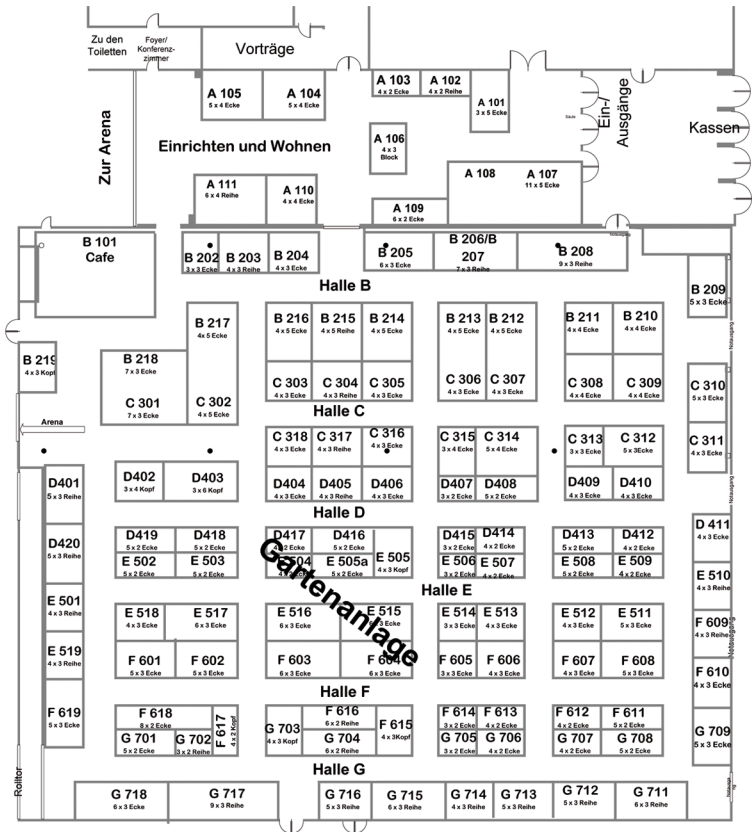 Zu den
Toiletten
Foyer/
Konferenz-
zimmer
Vorträge
A 105
5 x 4 Ecke
A 104
5 x 4 Ecke
A 103
4 x 2 Ecke
A 102
4 x 2 Reihe
A 101
3 x 5 Ecke
Ein-/
Ausgänge
Kassen
Zur Arena
Einrichten und Wohnen
A 106
4 x 3
Block
A 111
6 x 4 Reihe
A 110
4 x 4 Ecke
A 109
6 x 2 Ecke
A 108
A 107
11 x 5 Ecke
B 101
Cafe
B 202
3 x 3 Ecke
B 203
4 x 3 Reihe
B 204
4 x 3 Ecke
B 205
6 x 3 Ecke
B 206/B
207
7 x 3 Reihe
B 208
9 x 3 Reihe
B 209
5 x 3 Ecke
Halle B
B 219
4 x 3 Kopf
B 218
7 x 3 Ecke
B 217
4x 5 Ecke
B 216
4x 5 Ecke
B 215
4x 5 Reihe
B 214
4x 5 Ecke
B 213
4x 5 Ecke
B 212
4x 5 Ecke
B 211
4 x 4 Ecke
B 210
4 x 4 Ecke
Notausgang
C 301
7 x 3 Ecke
C 302
4 x 5 Ecke
C 303
4 x 3 Ecke
C 304
4 x 3 Reihe
C 305
4 x 3 Ecke
C 306
4 x 3 Ecke
C 307
4 x 3 Ecke
C 308
4 x 4 Ecke
C 309
4 x 4 Ecke
C 310
5 x 3 Ecke
Halle C
Arena
C 318
4 x 3 Ecke
C 317
4 x 3 Reihe
C 316
4 x 3 Ecke
C 315
3 x 4 Ecke
C 314
5 x 4 Ecke
C 313
3 x 3 Ecke
C 312
5 x 3Ecke
C 311
4 x 3 Ecke
D401
5 x 3 Reihe
D402
3 x 4 Kopf
D403
3 x 6 Kopf
D404
4 x 3 Ecke
D405
4 x 3 Reihe
D406
4 x 3 Ecke
D407
3 x 2 Ecke
D408
5 x 2 Ecke
D409
4 x 3 Ecke
D410
4 x 3 Ecke
Notausgang
Halle D
D420
5 x 3 Reihe
D419
5 x 2 Ecke
D418
5 x 2 Ecke
D417
4 x 2 Ecke
D416
5 x 2 Ecke
D415
3 x 2 Ecke
D414
4 x 2 Ecke
D413
5 x 2 Ecke
D412
4 x 2 Ecke
D 411
4 x 3 Ecke
E 502
5 x 2 Ecke
E 503
5 x 2 Ecke
E 504
4 x 2 Ecke
E 505a
5 x 2 Ecke
E 505
4 x 3 Kopf
E 506
3 x 2 Ecke
E 507
4 x 2 Ecke
E 508
5 x 2 Ecke
E 509
4 x 2 Ecke
E 510
4 x 3 Reihe
Gartenanlage
Halle E
E 501
4 x 3 Reihe
E 519
4 x 3 Reihe
E 518
4 x 3 Ecke
E 517
6 x 3 Ecke
E 516
6 x 3 Ecke
E 515
6 x 3 Ecke
E 514
3 x 3 Ecke
E 513
4 x 3 Ecke
E 512
4 x 3 Ecke
E 511
5 x 3 Ecke
F 609
4 x 3 Reihe
Notausgang
F 601
5 x 3 Ecke
F 602
5 x 3 Ecke
F 603
6 x 3 Ecke
F 604
6 x 3 Ecke
F 605
3 x 3 Ecke
F 606
4 x 3 Ecke
F 607
4 x 3 Ecke
F 608
5 x 3 Ecke
F 610
4 x 3 Ecke
Halle F
F 619
5 x 3 Ecke
F 618
8 x 2 Ecke
F 617
4 x 2 Kopf
F 616
6 x 2 Reihe
F 615
4 x 3Kopf
F 614
3 x 2 Ecke
F 613
4 x 2 Ecke
F 612
4 x 2 Ecke
F 611
5 x 2 Ecke
G 701
5 x 2 Ecke
G 702
3 x 2 Reihe
G 703
4 x 3 Kopf
G 704
6 x 2 Reihe
G 705
3 x 2 Ecke
G 706
4 x 2 Ecke
G 707
4 x 2 Ecke
G 708
5 x 2 Ecke
G 709
5 x 3 Ecke
Halle G
Rolltor
G 718
6 x 3 Ecke
G 717
9 x 3 Reihe
G 716
5 x 3 Reihe
G 715
6 x 3 Reihe
G 714
4 x 3 Reihe
G 713
5 x 3 Reihe
G 712
5 x 3 Reihe
G 711
6 x 3 Reihe